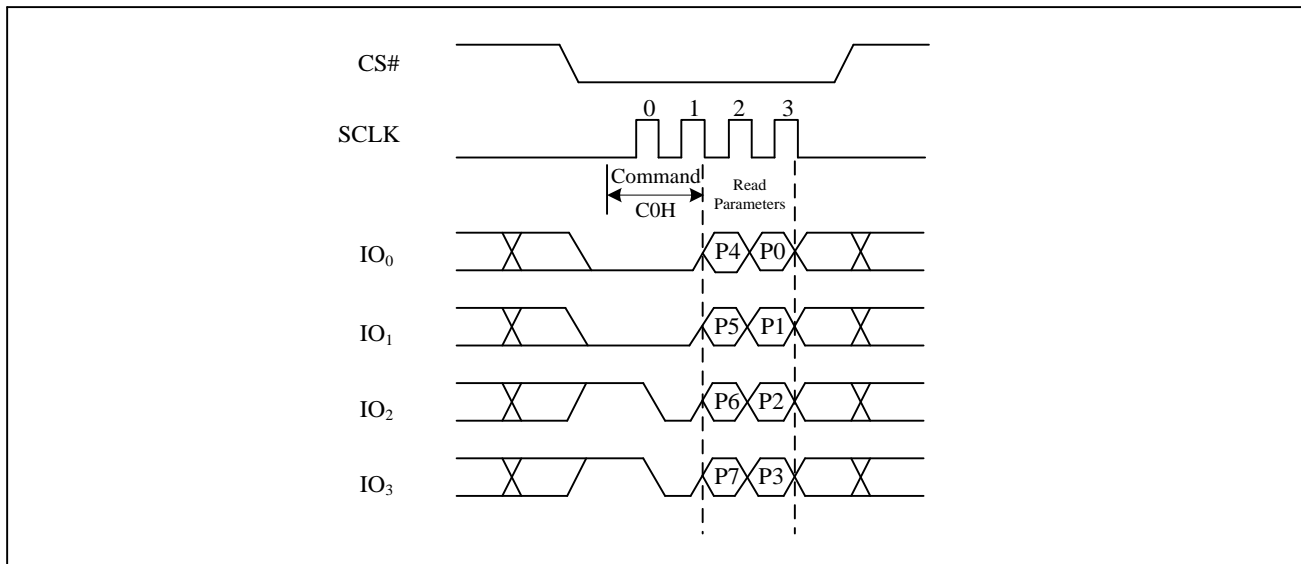 CS#
0 1 2 3
SCLK
Command Read
C0H Parameters
IO0 P4 P0
IO1 P5 P1
IO2 P6 P2
IO3 P7 P3